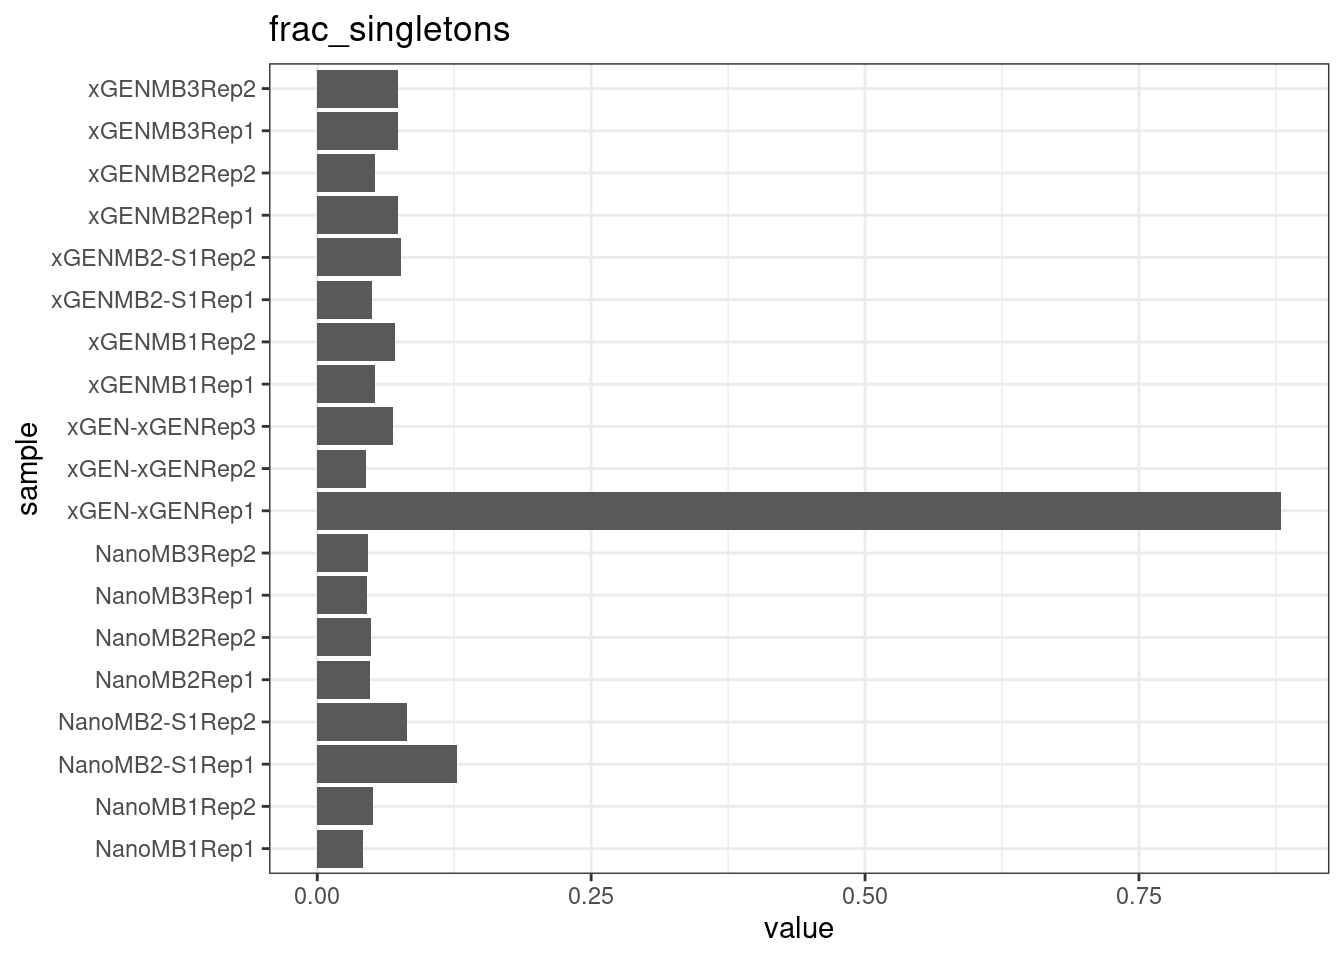 frac_singletons
xGENMB3Rep2
xGENMB3Rep1
xGENMB2Rep2
xGENMB2Rep1
xGENMB2-S1Rep2
xGENMB2-S1Rep1
xGENMB1Rep2
xGENMB1Rep1
xGEN-xGENRep3
xGEN-xGENRep2
xGEN-xGENRep1
NanoMB3Rep2
NanoMB3Rep1
NanoMB2Rep2
NanoMB2Rep1
NanoMB2-S1Rep2
NanoMB2-S1Rep1
NanoMB1Rep2
NanoMB1Rep1
sample
0.00 0.25 0.50 0.75
value